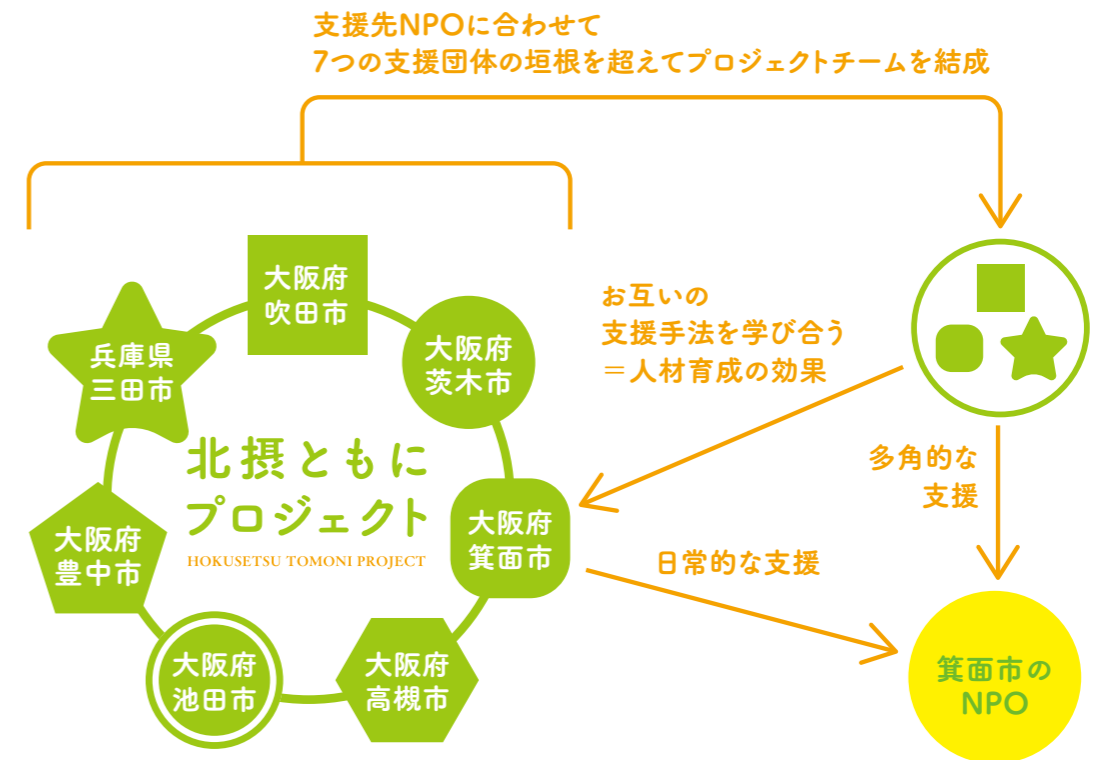 支援先NPOに合わせて
7つの支援団体の垣根を超えてプロジェクトチームを結成
大阪府
吹田市
兵庫県
三田市
大阪府
茨木市
お互いの
支援手法を学び合う
＝人材育成の効果
北摂ともに
プロジェクト
HOKUSETSU TOMONI PROJECT
多角的な
支援
大阪府
豊中市
大阪府
箕面市
日常的な支援
大阪府
池田市
大阪府
高槻市
箕面市の
NPO